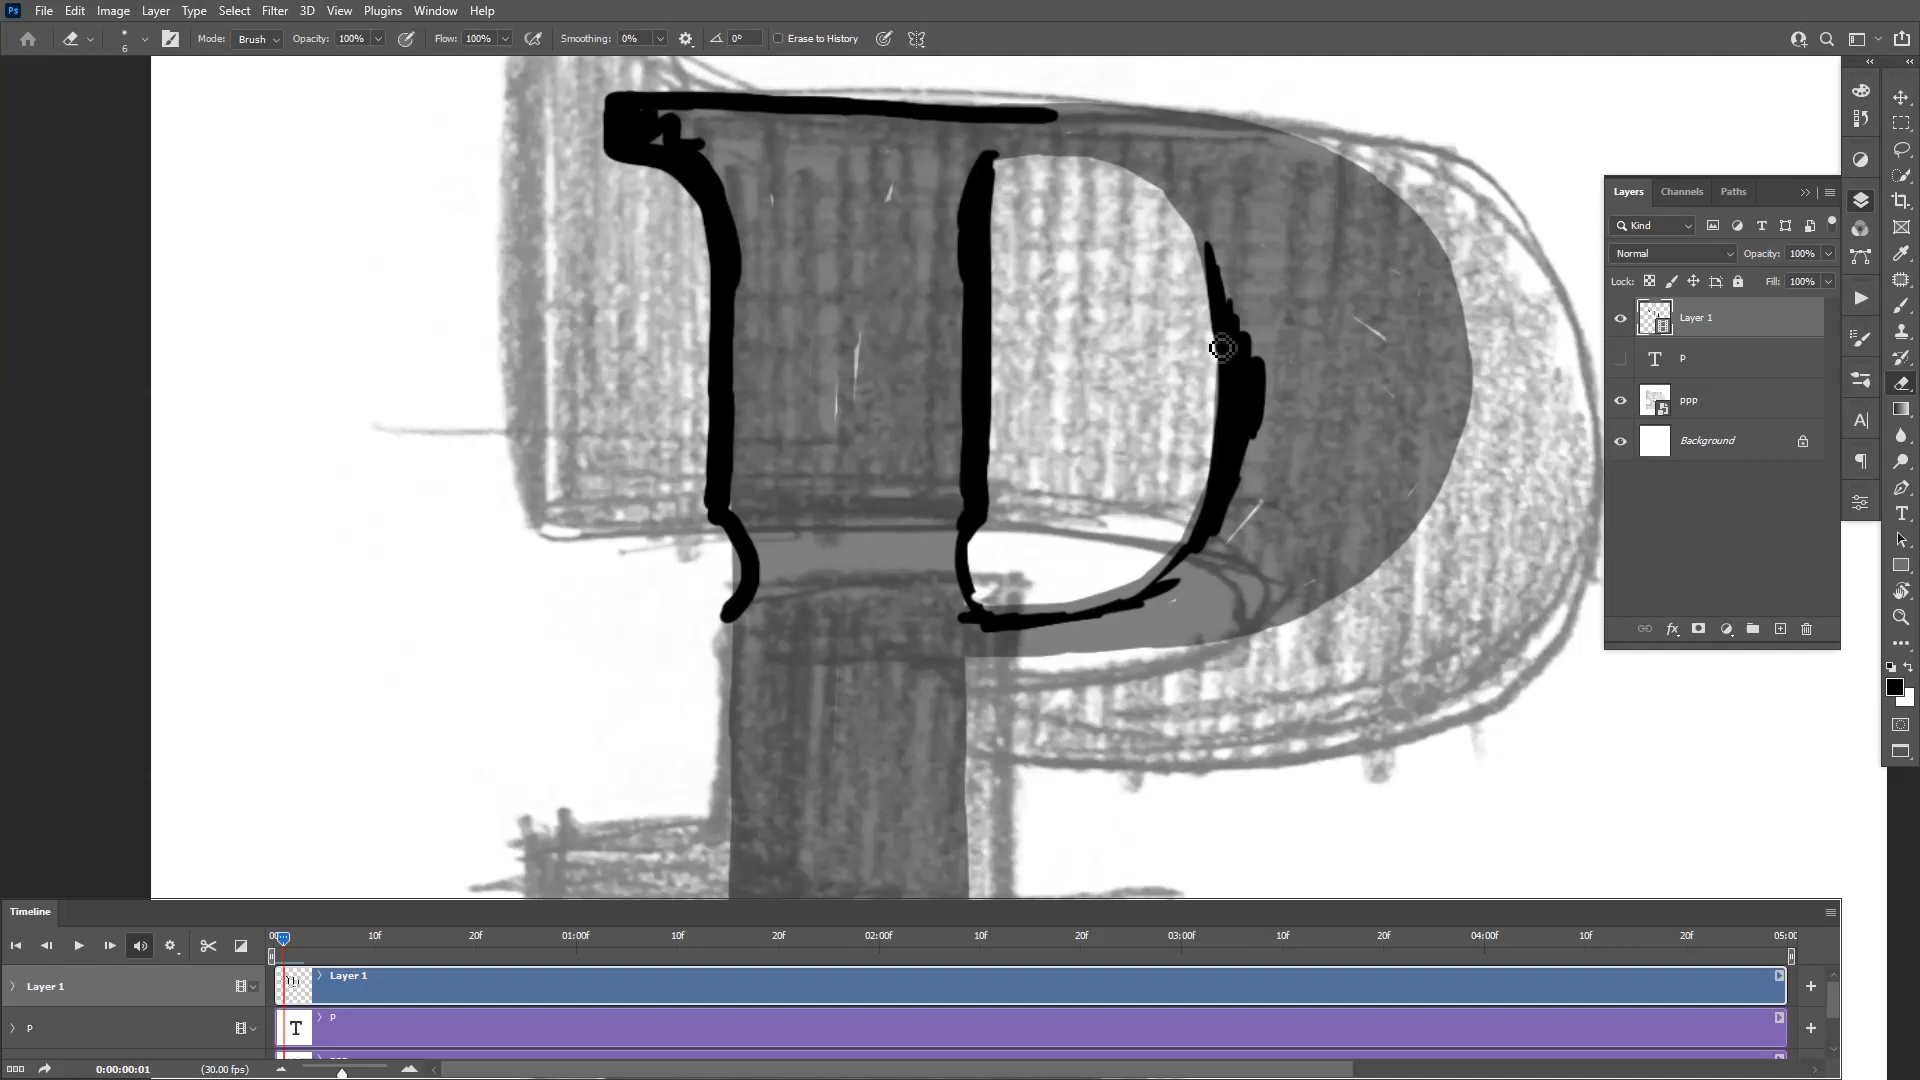 Ps File Edit Image Layer Type Select Filter 3D View Plugins Window Help
6 Mode: Brush Opacity: 100% Flow: 100% Smoothing: 0% 0° Erase to History
Layers Channels Paths
Kind
Normal Opacity: 100%
Lock: Fill: 100%
Layer 1
P
ppp
Background
Timeline
00 10f 20f 01:00f 10f 20f 02:00f 10f 20f 03:00f 10f 20f 04:00f 10f 20f 05:00
Layer 1 Layer 1
P P
0:00:00:01 (30.00 fps)